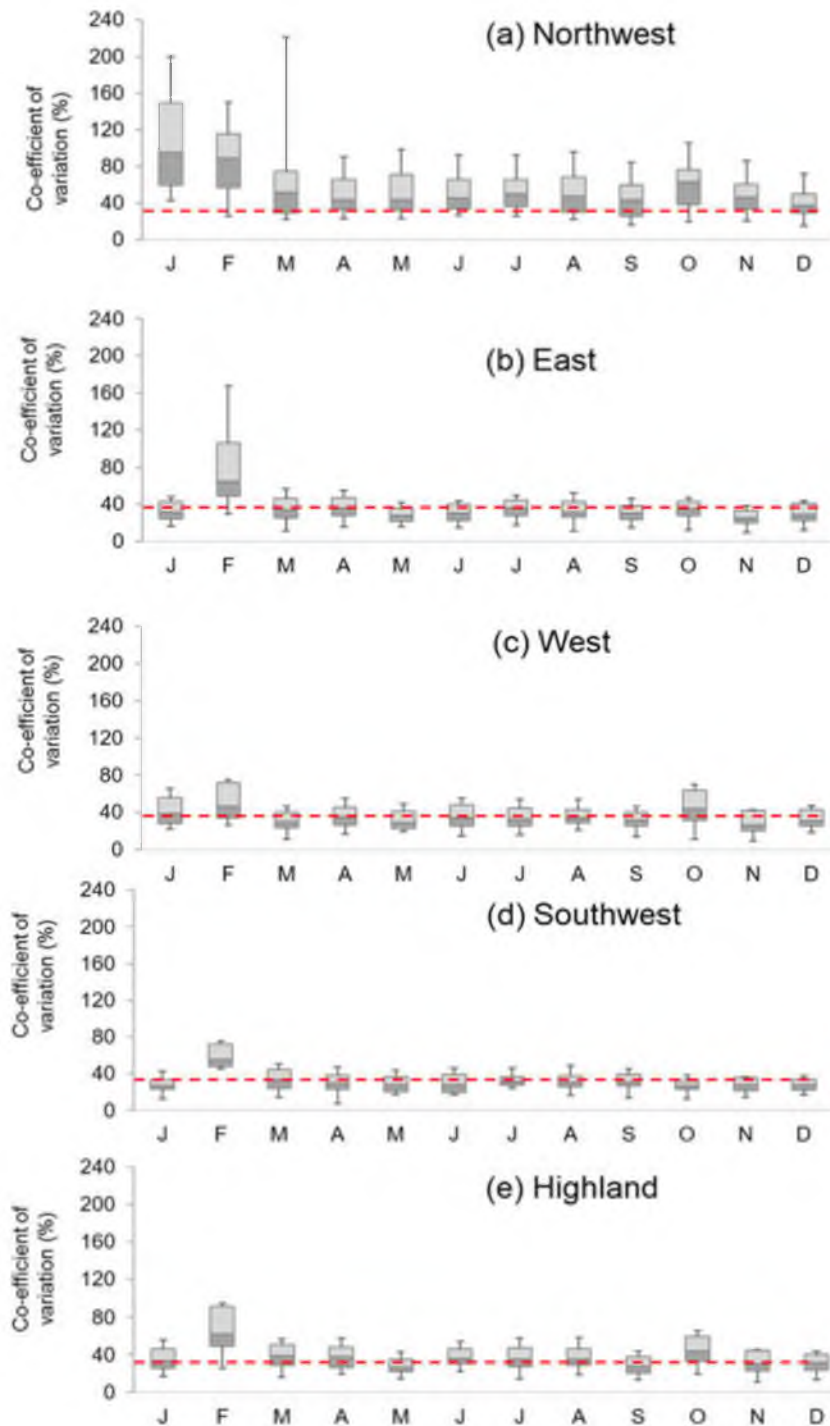 (a) Northwest
Co-efficient of
variation (%)
240
200
160
120
80
40
0
J F M A M J J A S O N D
(b) East
Co-efficient of
variation (%)
240
200
160
120
80
40
0
J F M A M J J A S O N D
(c) West
Co-efficient of
variation (%)
240
200
160
120
80
40
0
J F M A M J J A S O N D
(d) Southwest
Co-efficient of
variation (%)
240
200
160
120
80
40
0
J F M A M J J A S O N D
(e) Highland
Co-efficient of
variation (%)
240
200
160
120
80
40
0
J F M A M J J A S O N D